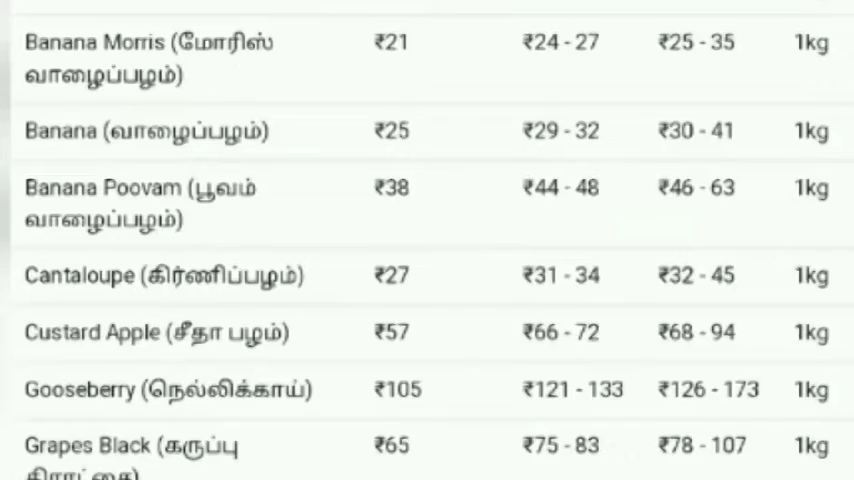 Banana Morris (மோரிஸ் ₹21 ₹24 - 27 ₹25 - 35 1kg
வாழைப்பழம்)
Banana (வாழைப்பழம்) ₹25 ₹29 - 32 ₹30 - 41 1kg
Banana Poovam (பூவம் ₹38 ₹44 - 48 ₹46 - 63 1kg
வாழைப்பழம்)
Cantaloupe (கிர்ணிப்பழம்) ₹27 ₹31 - 34 ₹32 - 45 1kg
Custard Apple (சீதா பழம்) ₹57 ₹66 - 72 ₹68 - 94 1kg
Gooseberry (நெல்லிக்காய்) ₹105 ₹121 - 133 ₹126 - 173 1kg
Grapes Black (கருப்பு ₹65 ₹75 - 83 ₹78 - 107 1kg